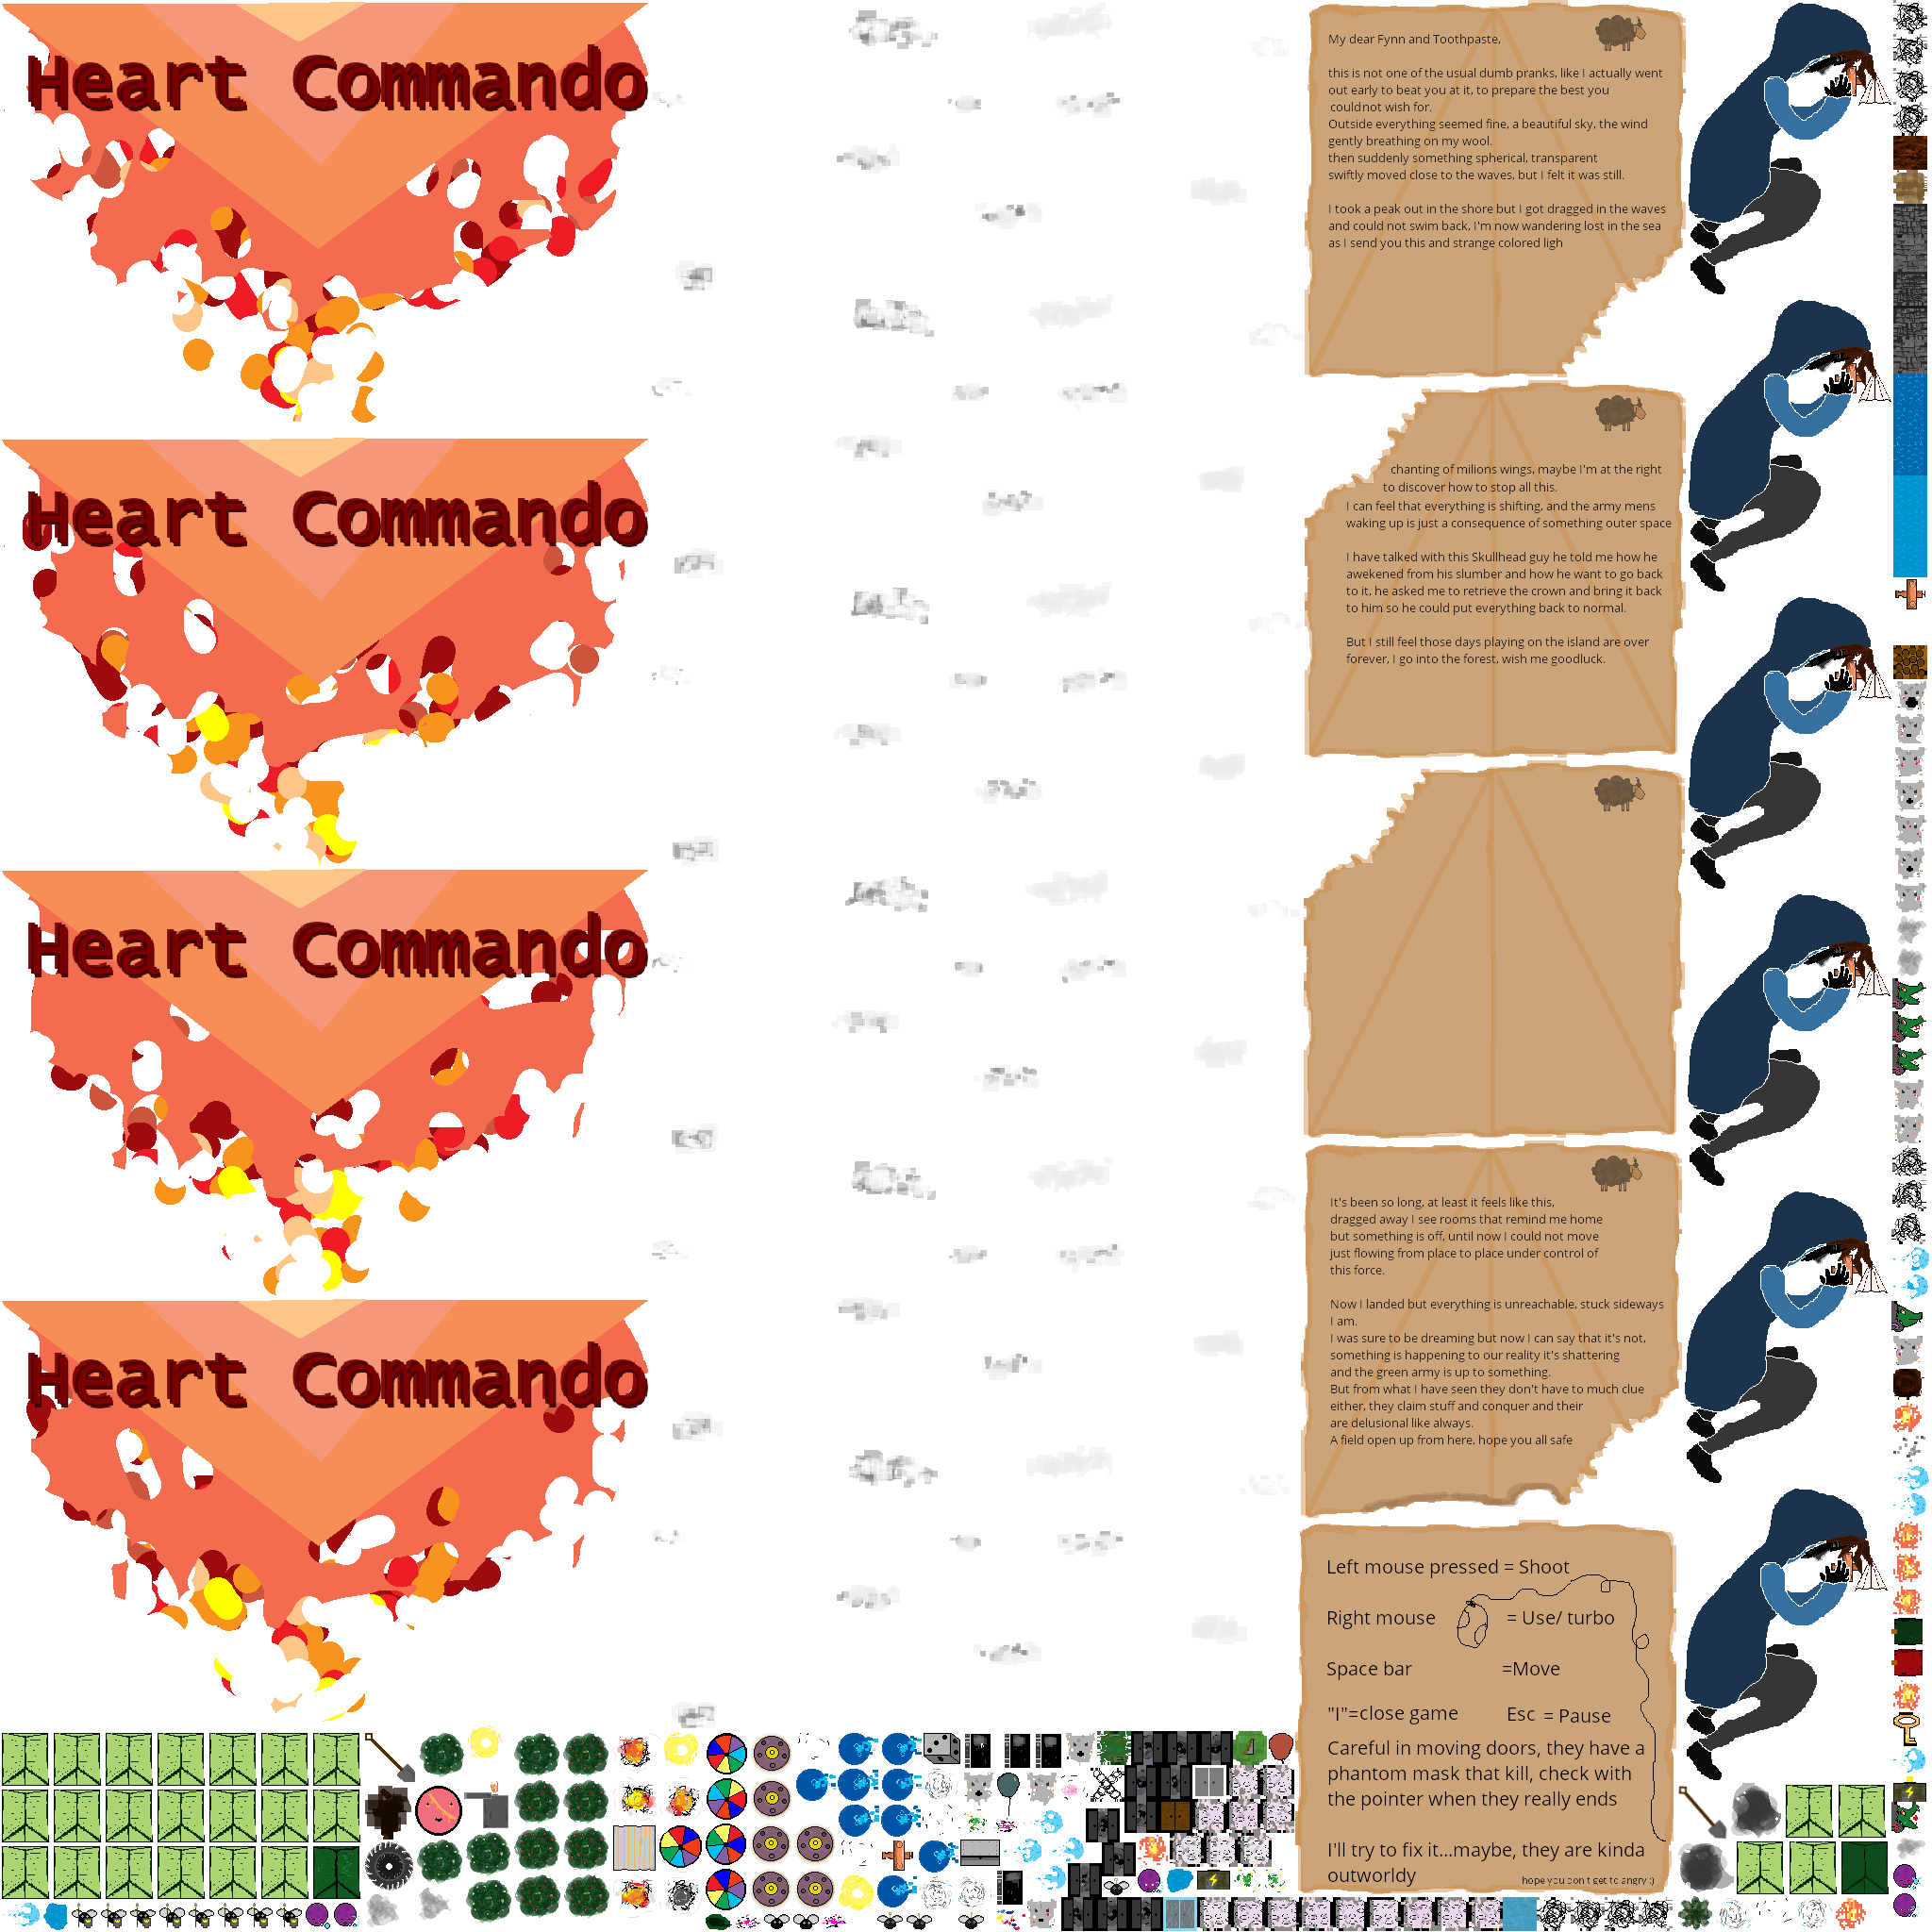 Heart Commando
Heart Commando
Heart Commando
Heart Commando
My dear Fynn and Toothpaste,
this is not one of the usual dumb pranks, like I actually went
out early to beat you at it, to prepare the best you
could not wish for.
Outside everything seemed fine, a beautiful sky, the wind
gently breathing on my wool.
then suddenly something spherical, transparent
swiftly moved close to the waves, but I felt it was still.
I took a peak out in the shore but I got dragged in the waves
and could not swim back, I'm now wandering lost in the sea
as I send you this and strange colored ligh
chanting of milions wings, maybe I'm at the right
to discover how to stop all this.
I can feel that everything is shifting, and the army mens
waking up is just a consequence of something outer space
I have talked with this Skullhead guy he told me how he
awekened from his slumber and how he want to go back
to it, he asked me to retrieve the crown and bring it back
to him so he could put everything back to normal.
But I still feel those days playing on the island are over
forever, I go into the forest, wish me goodluck.
It's been so long, at least it feels like this,
dragged away I see rooms that remind me home
but something is off, until now I could not move
just flowing from place to place under control of
this force.
Now I landed but everything is unreachable, stuck sideways
I am.
I was sure to be dreaming but now I can say that it's not,
something is happening to our reality it's shattering
and the green army is up to something.
But from what I have seen they don't have to much clue
either, they claim stuff and conquer and their
are delusional like always.
A field open up from here, hope you all safe
Left mouse pressed = Shoot
Right mouse = Use/ turbo
Space bar =Move
"I"=close game Esc = Pause
Careful in moving doors, they have a
phantom mask that kill, check with
the pointer when they really ends
I'll try to fix it...maybe, they are kinda
outworldy
hope you don't get to angry :)